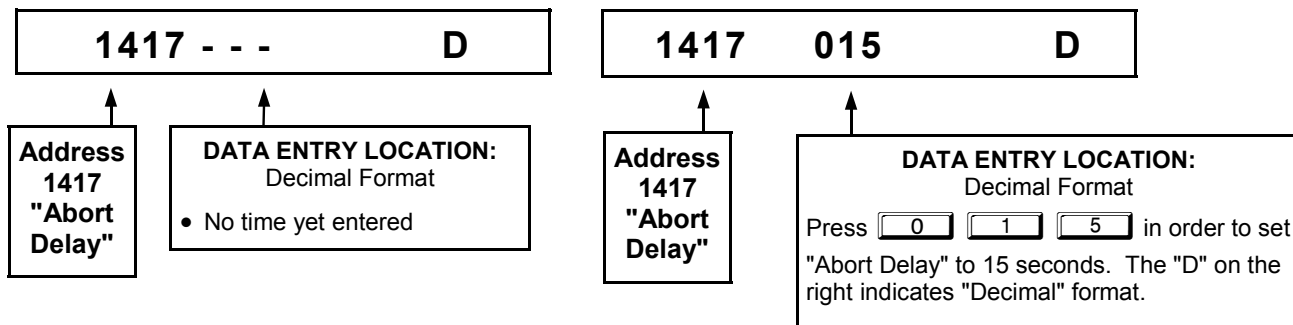 1417 - - - D
Address
1417
"Abort
Delay"
DATA ENTRY LOCATION:
Decimal Format
• No time yet entered
1417 015 D
Address
1417
"Abort
Delay"
DATA ENTRY LOCATION:
Decimal Format
Press 0 1 5 in order to set
"Abort Delay" to 15 seconds. The "D" on the
right indicates "Decimal" format.